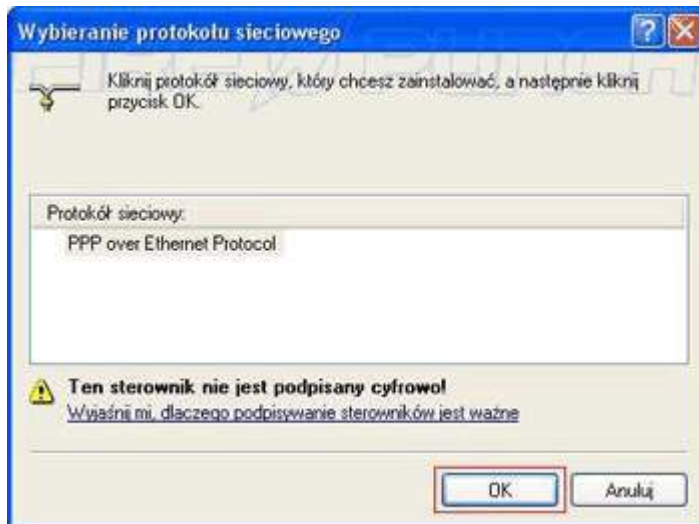 Wybieranie protokołu sieciowego
Kliknij protokół sieciowy, który chcesz zainstalować, a następnie kliknij
przycisk OK.
Protokół sieciowy:
PPP over Ethernet Protocol
Ten sterownik nie jest podpisany cyfrowo!
Wyjaśnij mi, dlaczego podpisywanie sterowników jest ważne
OK
Anuluj